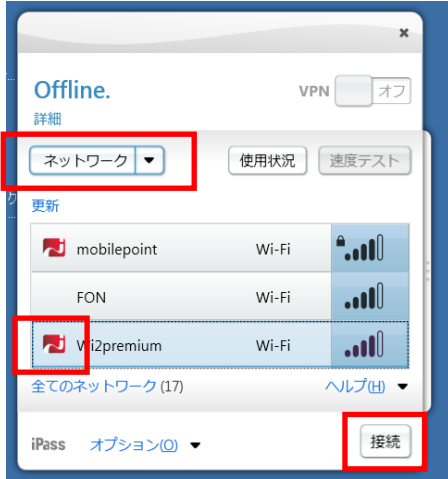 Offline.
VPN オフ
詳細
ネットワーク 使用状況 速度テスト
更新
mobilepoint Wi-Fi
FON Wi-Fi
Wi2premium Wi-Fi
全てのネットワーク (17) ヘルプ(H)
iPass オプション(O) 接続